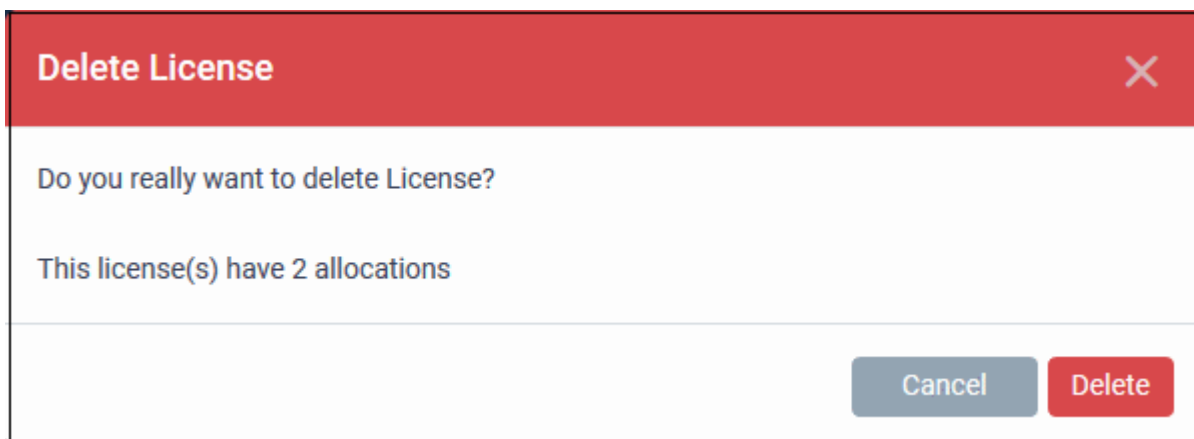 Delete License
Do you really want to delete License?
This license(s) have 2 allocations
Cancel Delete